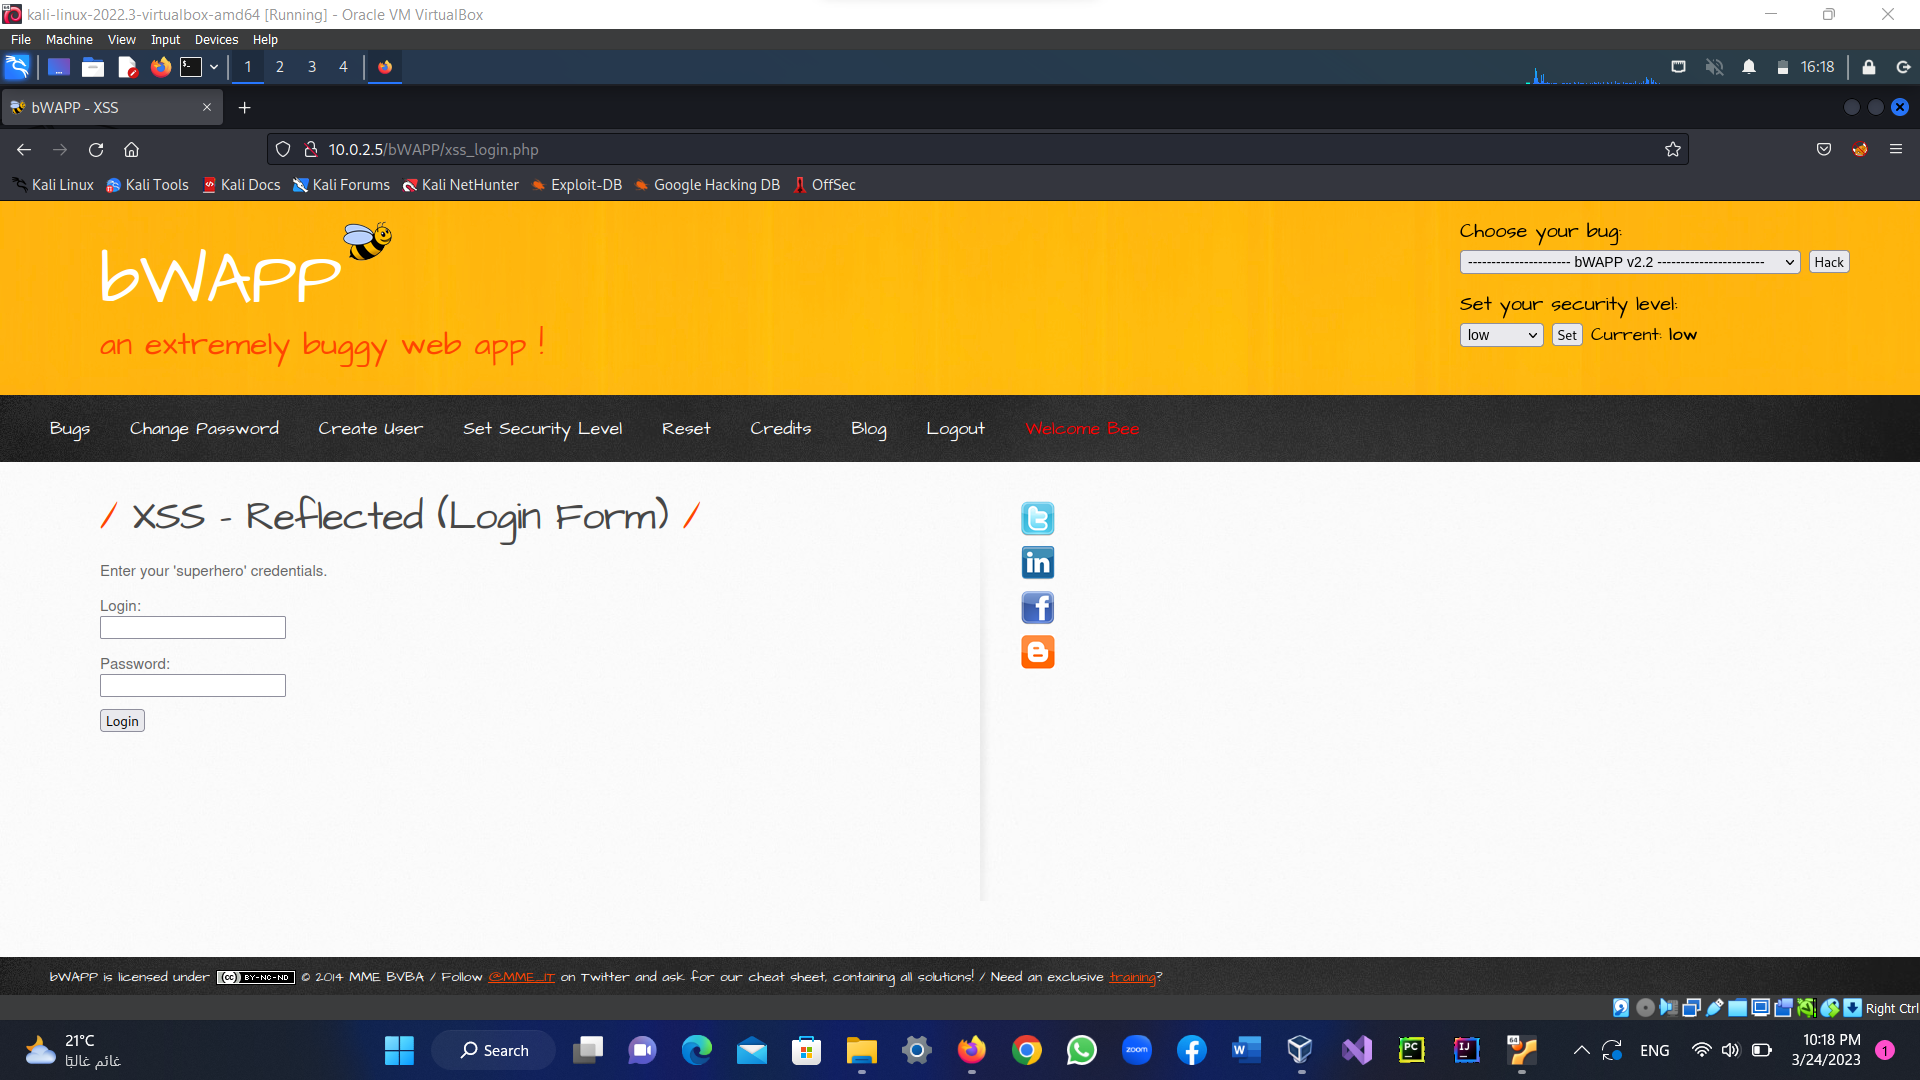 kali-linux-2022.3-virtualbox-amd64 [Running] - Oracle VM VirtualBox
File Machine View Input Devices Help
1 2 3 4 16:18
bWAPP - XSS
10.0.2.5/bWAPP/xss_login.php
Kali Linux Kali Tools Kali Docs Kali Forums Kali NetHunter Exploit-DB Google Hacking DB OffSec
bWAPP
an extremely buggy web app !
Choose your bug:
---------------------- bWAPP v2.2 ----------------------- Hack
Set your security level:
low Set Current: low
Bugs Change Password Create User Set Security Level Reset Credits Blog Logout Welcome Bee
/ XSS - Reflected (Login Form) /
Enter your 'superhero' credentials.
Login:
Password:
Login
bWAPP is licensed under (cc) BY-NC-ND © 2014 MME BVBA / Follow @MME_IT on Twitter and ask for our cheat sheet, containing all solutions! / Need an exclusive training?
Right Ctrl
21°C
غائم غالبًا
Search
zoom
PC
IJ
64
ENG
10:18 PM
3/24/2023
1